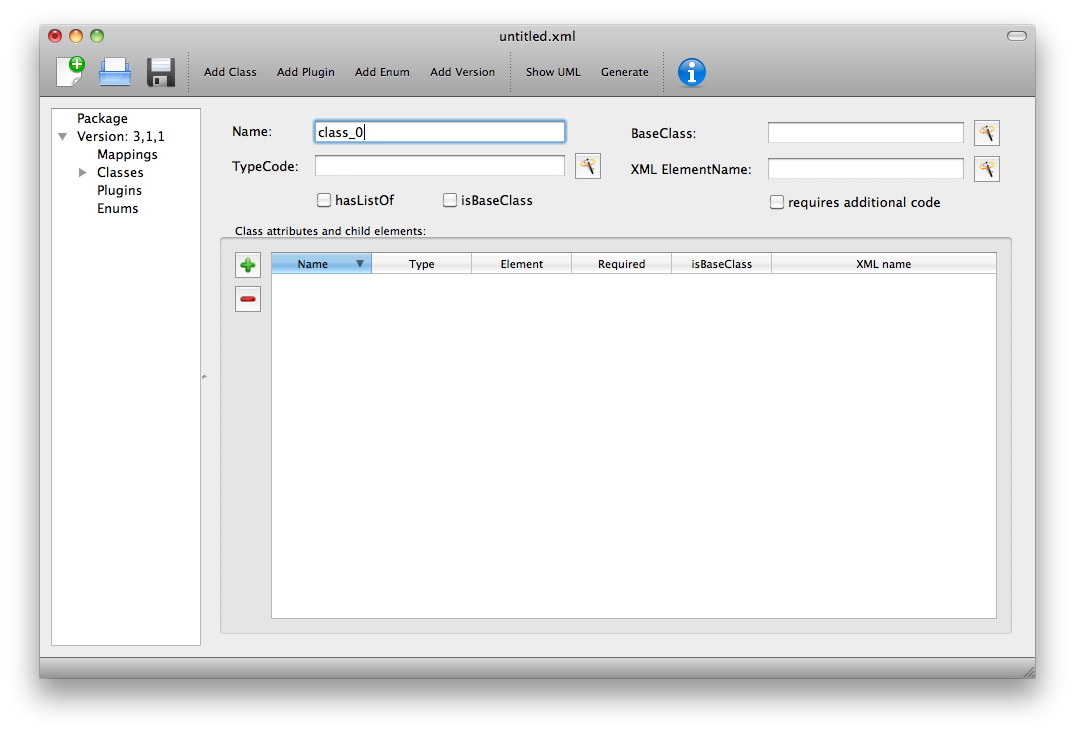 untitled.xml
Add Class Add Plugin Add Enum Add Version Show UML Generate
Package
Version: 3,1,1
Mappings
Classes
Plugins
Enums
Name: class_0 BaseClass:
TypeCode: XML ElementName:
hasListOf isBaseClass requires additional code
Class attributes and child elements:
Name Type Element Required isBaseClass XML name